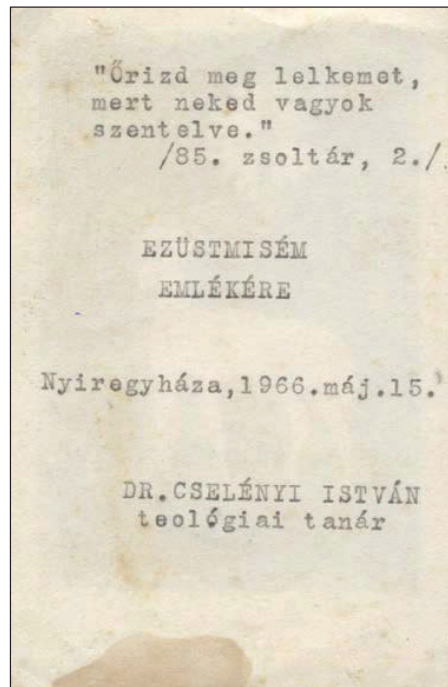 "Őrizd meg lelkemet,
mert neked vagyok
szentelve."
/85. zsoltár, 2./
EZÜSTMISÉM
EMLÉKÉRE
Nyiregyháza,1966.máj.15.
DR.CSELÉNYI ISTVÁN
teológiai tanár